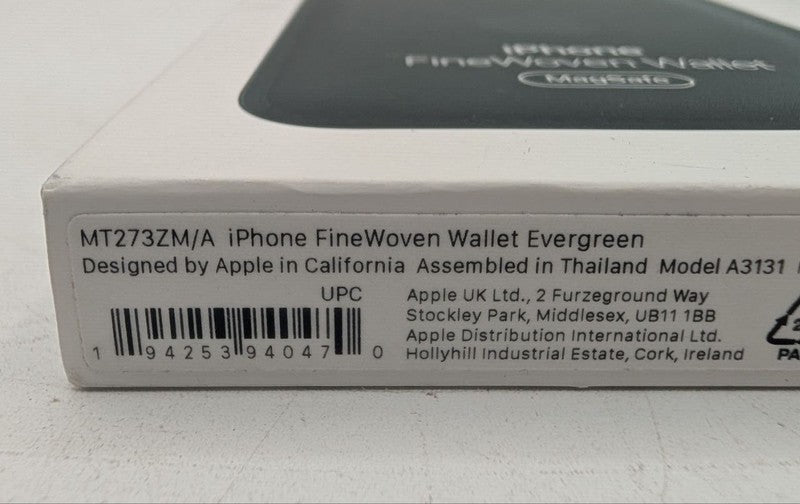 iPhone
FineWoven Wallet
MagSafe
MT273ZM/A iPhone FineWoven Wallet Evergreen
Designed by Apple in California Assembled in Thailand Model A3131
UPC
1 94253 94047 0
Apple UK Ltd., 2 Furzeground Way
Stockley Park, Middlesex, UB11 1BB
Apple Distribution International Ltd.
Hollyhill Industrial Estate, Cork, Ireland